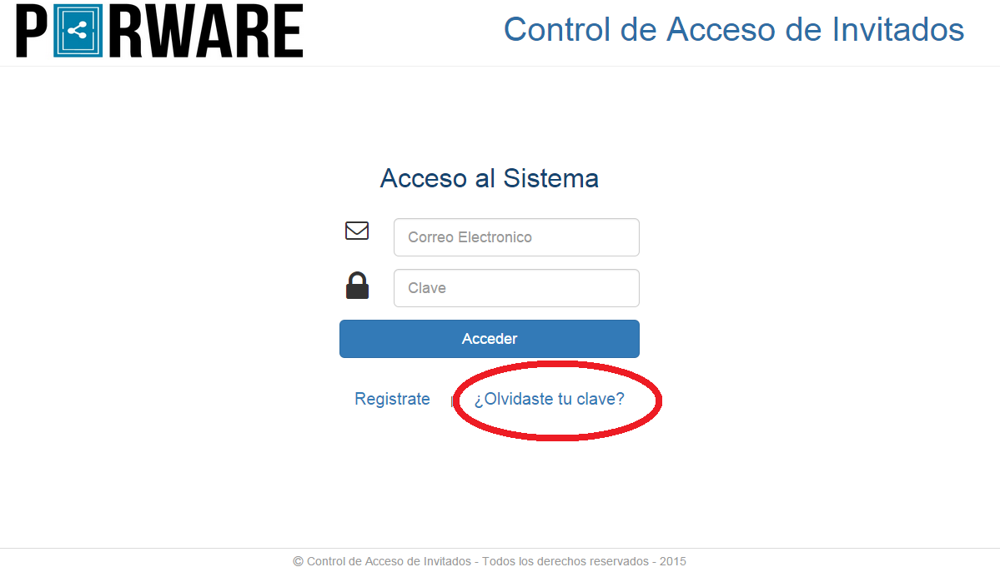 PORWARE
Control de Acceso de Invitados
Acceso al Sistema
Correo Electronico
Clave
Acceder
Registrate | ¿Olvidaste tu clave?
© Control de Acceso de Invitados - Todos los derechos reservados - 2015